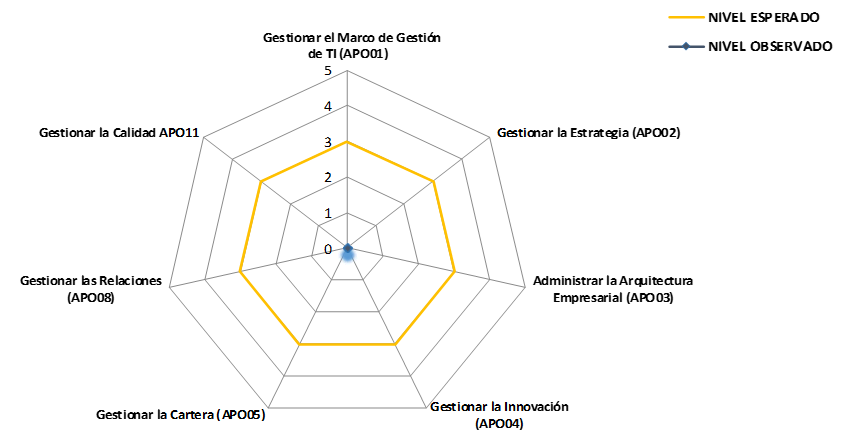 NIVEL ESPERADO
NIVEL OBSERVADO
Gestionar el Marco de Gestión
de TI (APO01)
5
4
3
2
1
0
Gestionar la Estrategia (APO02)
Administrar la Arquitectura
Empresarial (APO03)
Gestionar la Innovación
(APO04)
Gestionar la Cartera (APO05)
Gestionar las Relaciones
(APO08)
Gestionar la Calidad APO11